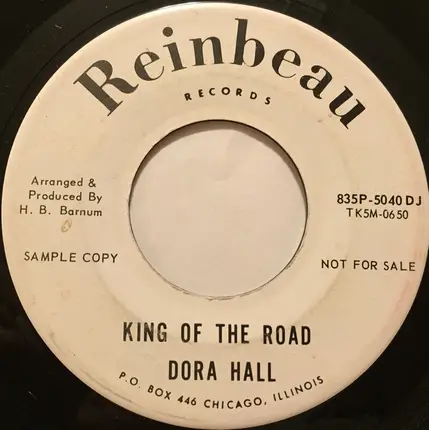 Reinbeau
RECORDS
Arranged &
Produced By
H. B. Barnum
835P-5040 DJ
TK5M-0650
SAMPLE COPY
NOT FOR SALE
KING OF THE ROAD
DORA HALL
P.O. BOX 446 CHICAGO, ILLINOIS